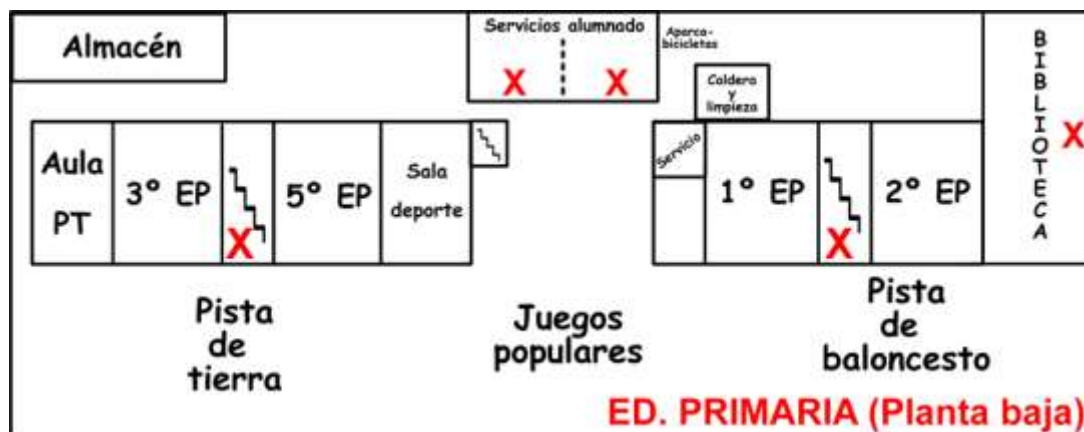 Almacén
Servicios alumnado
X X
Aparca-
bicicletas
Caldera
y
limpieza
BIBLIOTECA
X
Aula
PT
3º EP
X
5º EP
Sala
deporte
Servicio
1º EP
X
2º EP
Pista
de
tierra
Juegos
populares
Pista
de
baloncesto
ED. PRIMARIA (Planta baja)